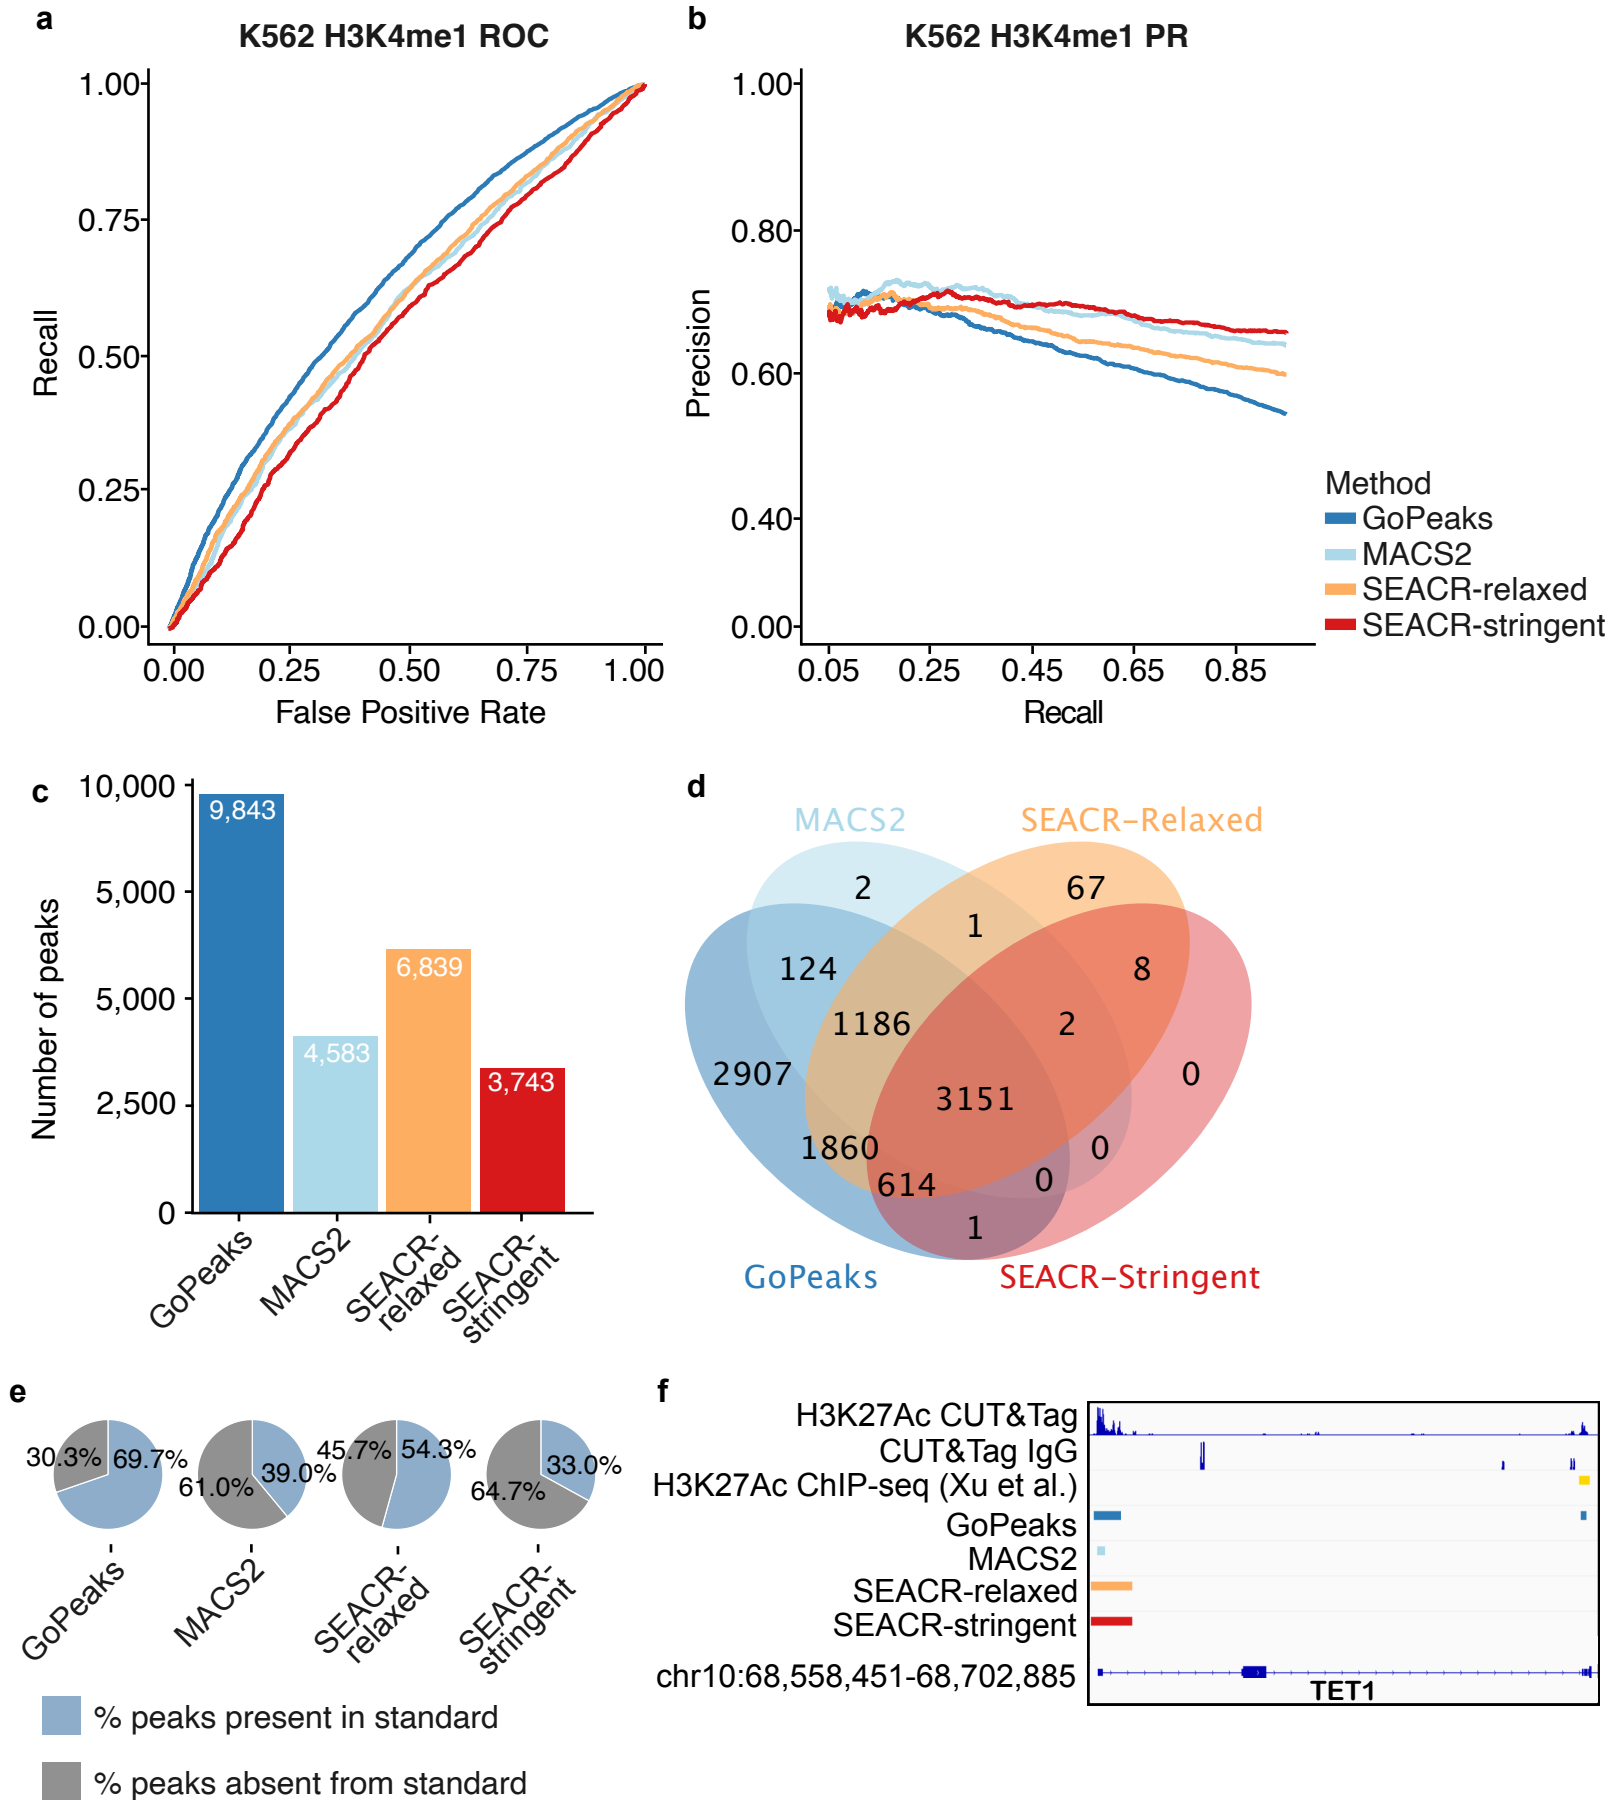 a
K562 H3K4me1 ROC
1.00
0.75
0.50
0.25
0.00
Recall
0.00 0.25 0.50 0.75 1.00
False Positive Rate
b
K562 H3K4me1 PR
1.00
0.80
0.60
0.40
0.00
Precision
0.05 0.25 0.45 0.65 0.85
Recall
Method
GoPeaks
MACS2
SEACR-relaxed
SEACR-stringent
c
10,000
5,000
5,000
2,500
0
Number of peaks
9,843
4,583
6,839
3,743
GoPeaks
MACS2
SEACR-
relaxed
SEACR-
stringent
d
MACS2
SEACR-Relaxed
2
67
1
124
8
1186
2
2907
0
3151
1860
0
614
0
1
GoPeaks
SEACR-Stringent
e
30.3% 69.7%
61.0% 39.0%
45.7% 54.3%
64.7% 33.0%
GoPeaks
MACS2
SEACR-
relaxed
SEACR-
stringent
% peaks present in standard
% peaks absent from standard
f
H3K27Ac CUT&Tag
CUT&Tag IgG
H3K27Ac ChIP-seq (Xu et al.)
GoPeaks
MACS2
SEACR-relaxed
SEACR-stringent
chr10:68,558,451-68,702,885
TET1